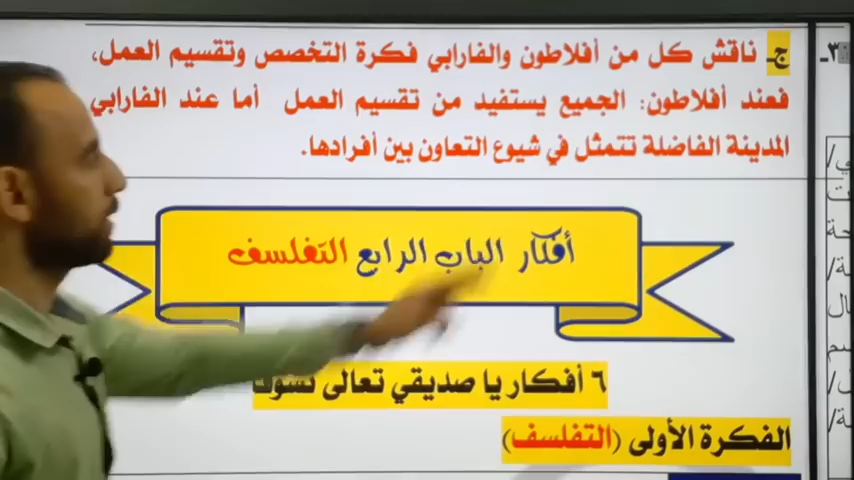 جـ ناقش كل من أفلاطون والفارابي فكرة التخصص وتقسيم العمل،
فعند أفلاطون: الجميع يستفيد من تقسيم العمل أما عند الفارابي
المدينة الفاضلة تتمثل في شيوع التعاون بين أفرادها.
أفكار الباب الرابع التفلسف
٦ أفكار يا صديقي تعالى نشوف
الفكرة الأولى (التفلسف)
٣-